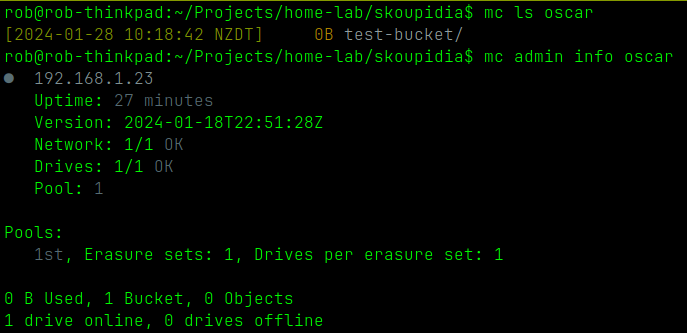 rob@rob-thinkpad:~/Projects/home-lab/skoupidia$ mc ls oscar
[2024-01-28 10:18:42 NZDT]     0B test-bucket/
rob@rob-thinkpad:~/Projects/home-lab/skoupidia$ mc admin info oscar
●  192.168.1.23
   Uptime: 27 minutes
   Version: 2024-01-18T22:51:28Z
   Network: 1/1 OK
   Drives: 1/1 OK
   Pool: 1

Pools:
   1st, Erasure sets: 1, Drives per erasure set: 1

0 B Used, 1 Bucket, 0 Objects
1 drive online, 0 drives offline